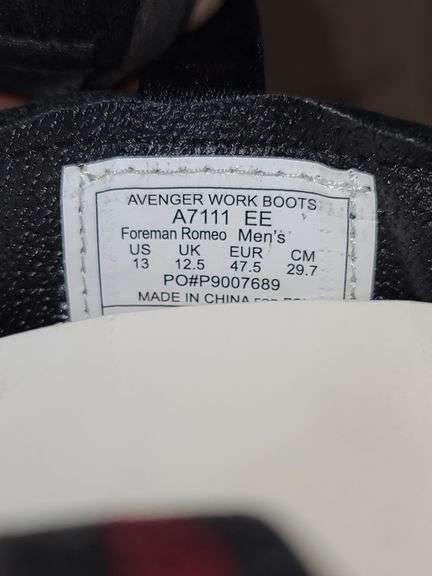 AVENGER WORK BOOTS
A7111 EE
Foreman Romeo Men's
US UK EUR CM
13 12.5 47.5 29.7
PO#P9007689
MADE IN CHINA